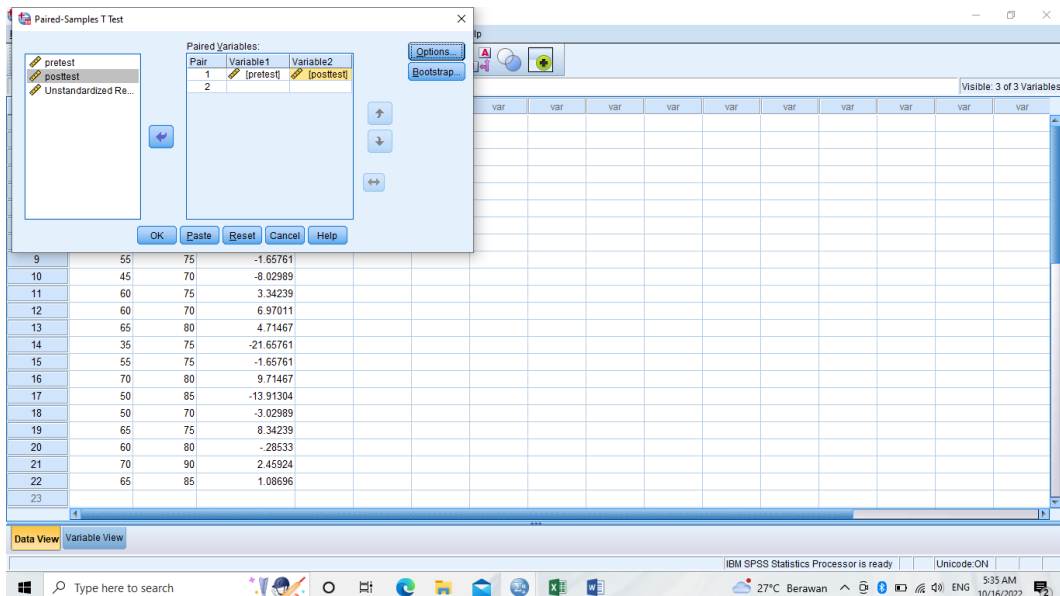 Paired-Samples T Test
lp
Paired Variables:
Options...
Bootstrap...
pretest
posttest
Unstandardized Re...
Pair Variable1 Variable2
1 [pretest] [posttest]
2
OK Paste Reset Cancel Help
Visible: 3 of 3 Variables
var var var var var var var var var var
9 55 75 -1.65761
10 45 70 -8.02989
11 60 75 3.34239
12 60 70 6.97011
13 65 80 4.71467
14 35 75 -21.65761
15 55 75 -1.65761
16 70 80 9.71467
17 50 85 -13.91304
18 50 70 -3.02989
19 65 75 8.34239
20 60 80 -.28533
21 70 90 2.45924
22 65 85 1.08696
23
Data View Variable View
IBM SPSS Statistics Processor is ready Unicode:ON
Type here to search
27°C Berawan ENG 5:35 AM
10/16/2022
2